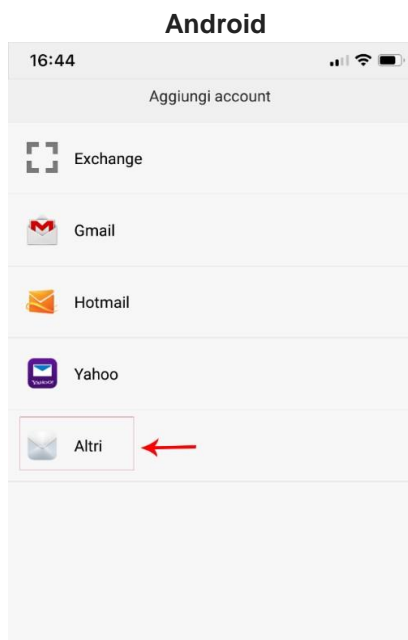 Android
16:44
Aggiungi account
Exchange
Gmail
Hotmail
Yahoo
Altri